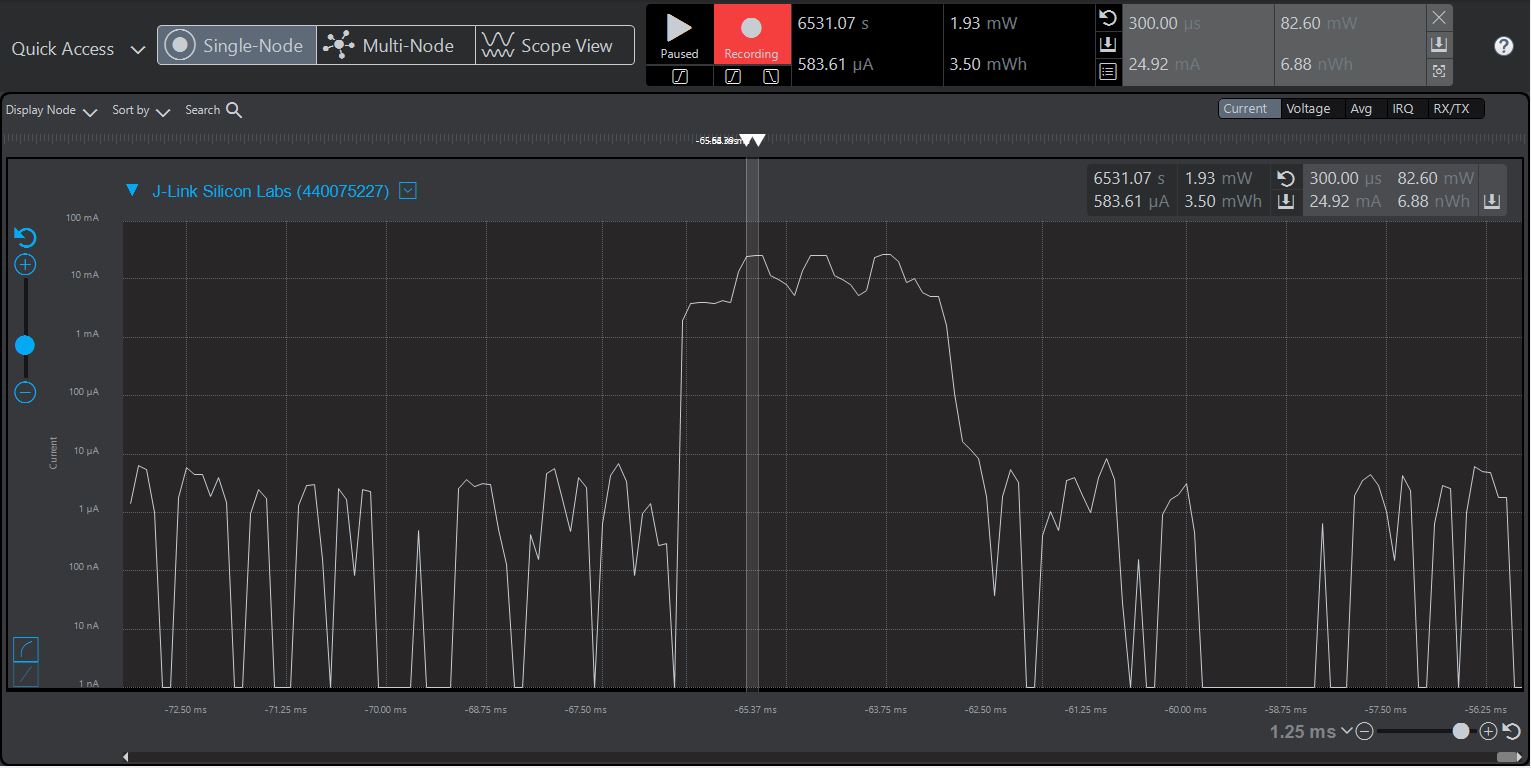 Quick Access
Single-Node
Multi-Node
Scope View
Paused
Recording
6531.07 s
1.93 mW
583.61 µA
3.50 mWh
300.00 µs
82.60 mW
24.92 mA
6.88 nWh
?
Display Node
Sort by
Search
Current
Voltage
Avg
IRQ
RX/TX
J-Link Silicon Labs (440075227)
6531.07 s
1.93 mW
300.00 µs
82.60 mW
583.61 µA
3.50 mWh
24.92 mA
6.88 nWh
100 mA
10 mA
1 mA
100 µA
10 µA
1 µA
100 nA
10 nA
1 nA
Current
-72.50 ms
-71.25 ms
-70.00 ms
-68.75 ms
-67.50 ms
-65.37 ms
-63.75 ms
-62.50 ms
-61.25 ms
-60.00 ms
-58.75 ms
-57.50 ms
-56.25 ms
1.25 ms